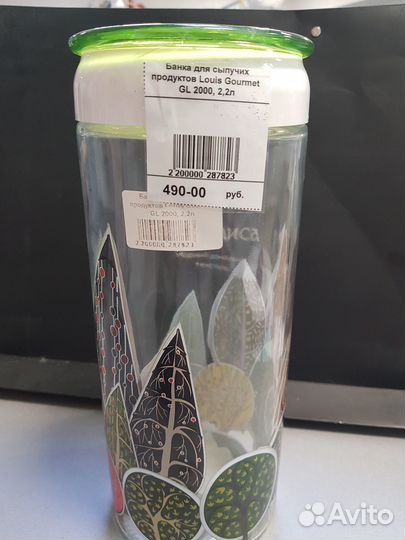 Банка для сыпучих
продуктов Louis Gourmet
GL 2000, 2,2л
2 200000 287823
490-00 руб.
GL 2000, 2,2л
2 200000 287823
Avito